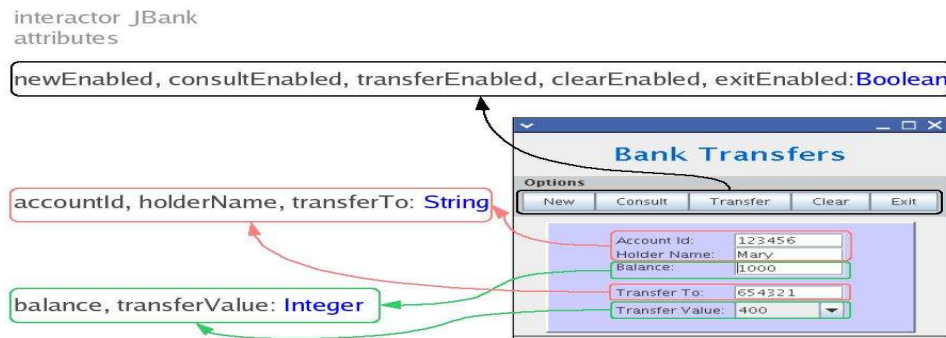 interactor JBank
attributes
newEnabled, consultEnabled, transferEnabled, clearEnabled, exitEnabled:Boolean
Bank Transfers
Options
New Consult Transfer Clear Exit
accountId, holderName, transferTo: String
Account Id: 123456
Holder Name: Mary
Balance: 1000
Transfer To: 654321
balance, transferValue: Integer
Transfer Value: 400